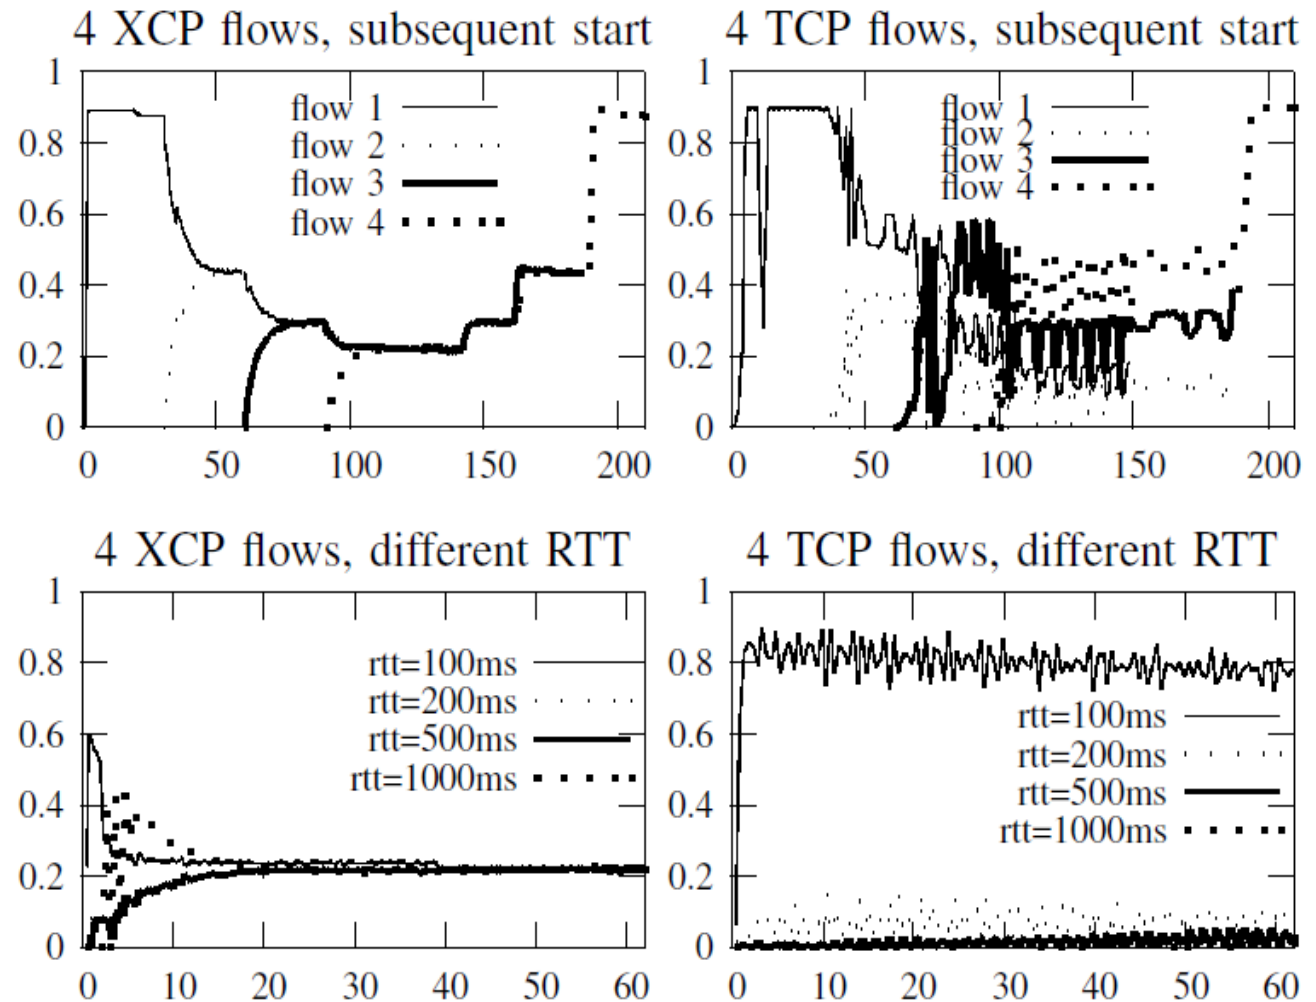 4 XCP flows, subsequent start
1
0.8
0.6
0.4
0.2
0
flow 1
flow 2
flow 3
flow 4
0 50 100 150 200
4 TCP flows, subsequent start
1
0.8
0.6
0.4
0.2
0
flow 1
flow 2
flow 3
flow 4
0 50 100 150 200
4 XCP flows, different RTT
1
0.8
0.6
0.4
0.2
0
rtt=100ms
rtt=200ms
rtt=500ms
rtt=1000ms
0 10 20 30 40 50 60
4 TCP flows, different RTT
1
0.8
0.6
0.4
0.2
0
rtt=100ms
rtt=200ms
rtt=500ms
rtt=1000ms
0 10 20 30 40 50 60